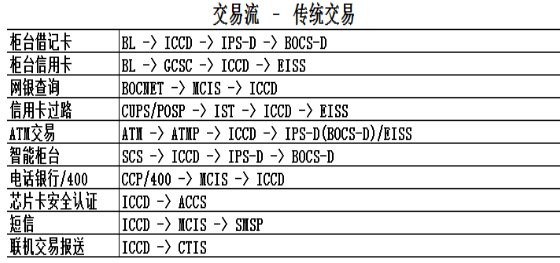 交易流 - 传统交易
柜台借记卡 BL -> ICCD -> IPS-D -> BOCS-D
柜台信用卡 BL -> GCSC -> ICCD -> EISS
网银查询 BOCNET -> MCIS -> ICCD
信用卡过路 CUPS/POSP -> IST -> ICCD -> EISS
ATM交易 ATM -> ATMP -> ICCD -> IPS-D(BOCS-D)/EISS
智能柜台 SCS -> ICCD -> IPS-D -> BOCS-D
电话银行/400 CCP/400 -> MCIS -> ICCD
芯片卡安全认证 ICCD -> ACCS
短信 ICCD -> MCIS -> SMSP
联机交易报送 ICCD -> CTIS